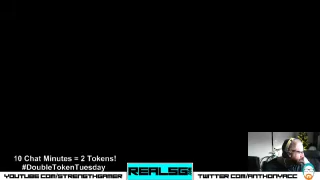 10 Chat Minutes = 2 Tokens!
#DoubleTokenTuesday
REALSG!
YOUTUBE.COM/STRENGTHGAMER
TWITTER.COM/ANTHONYACC